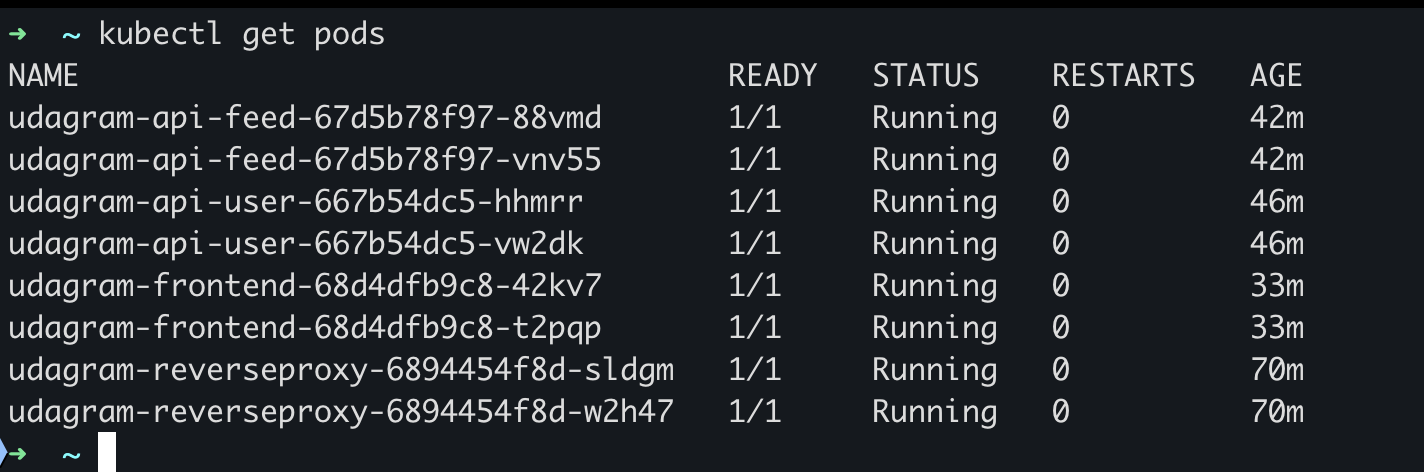 ➜  ~ kubectl get pods
NAME                                    READY   STATUS    RESTARTS   AGE
udagram-api-feed-67d5b78f97-88vmd       1/1     Running   0          42m
udagram-api-feed-67d5b78f97-vnv55       1/1     Running   0          42m
udagram-api-user-667b54dc5-hhmrr        1/1     Running   0          46m
udagram-api-user-667b54dc5-vw2dk        1/1     Running   0          46m
udagram-frontend-68d4dfb9c8-42kv7       1/1     Running   0          33m
udagram-frontend-68d4dfb9c8-t2pqp       1/1     Running   0          33m
udagram-reverseproxy-6894454f8d-sldgm   1/1     Running   0          70m
udagram-reverseproxy-6894454f8d-w2h47   1/1     Running   0          70m
➜  ~